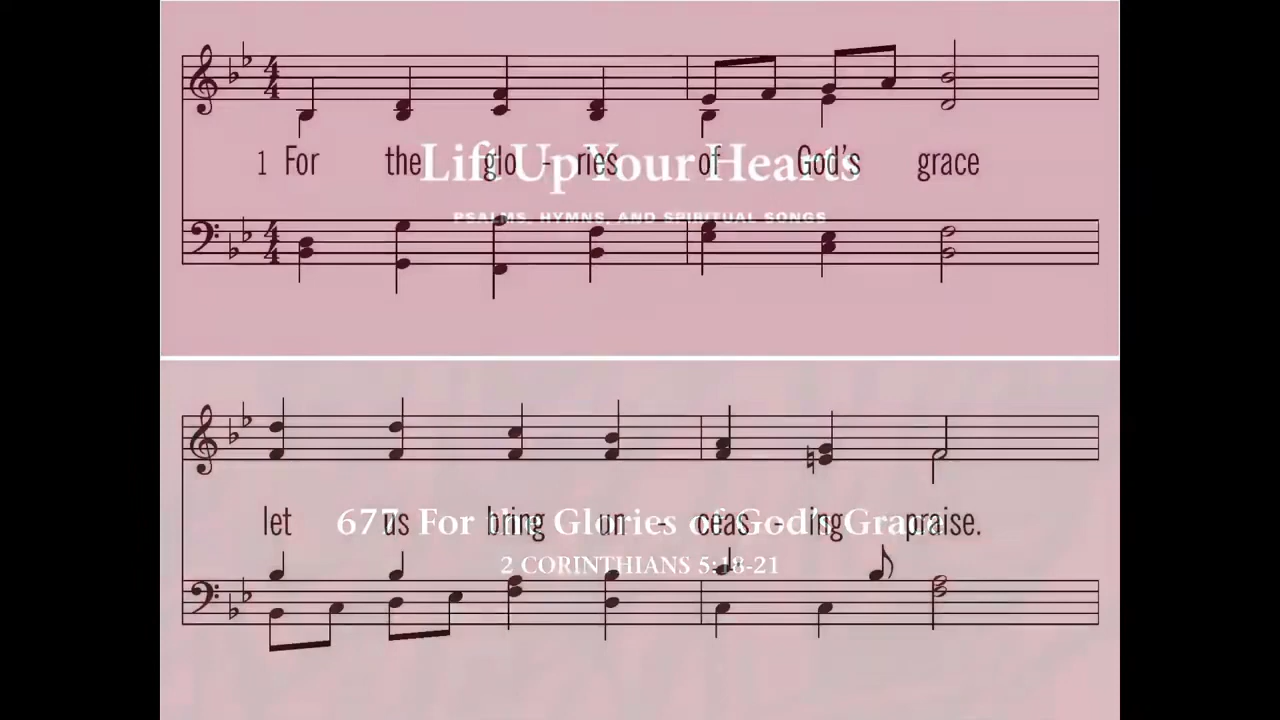 1 For the glo - ries of God's grace
Lift Up Your Hearts
PSALMS, HYMNS, AND SPIRITUAL SONGS
let us bring un - ceas - ing praise.
677 For the Glories of God's Grace
2 CORINTHIANS 5:18-21